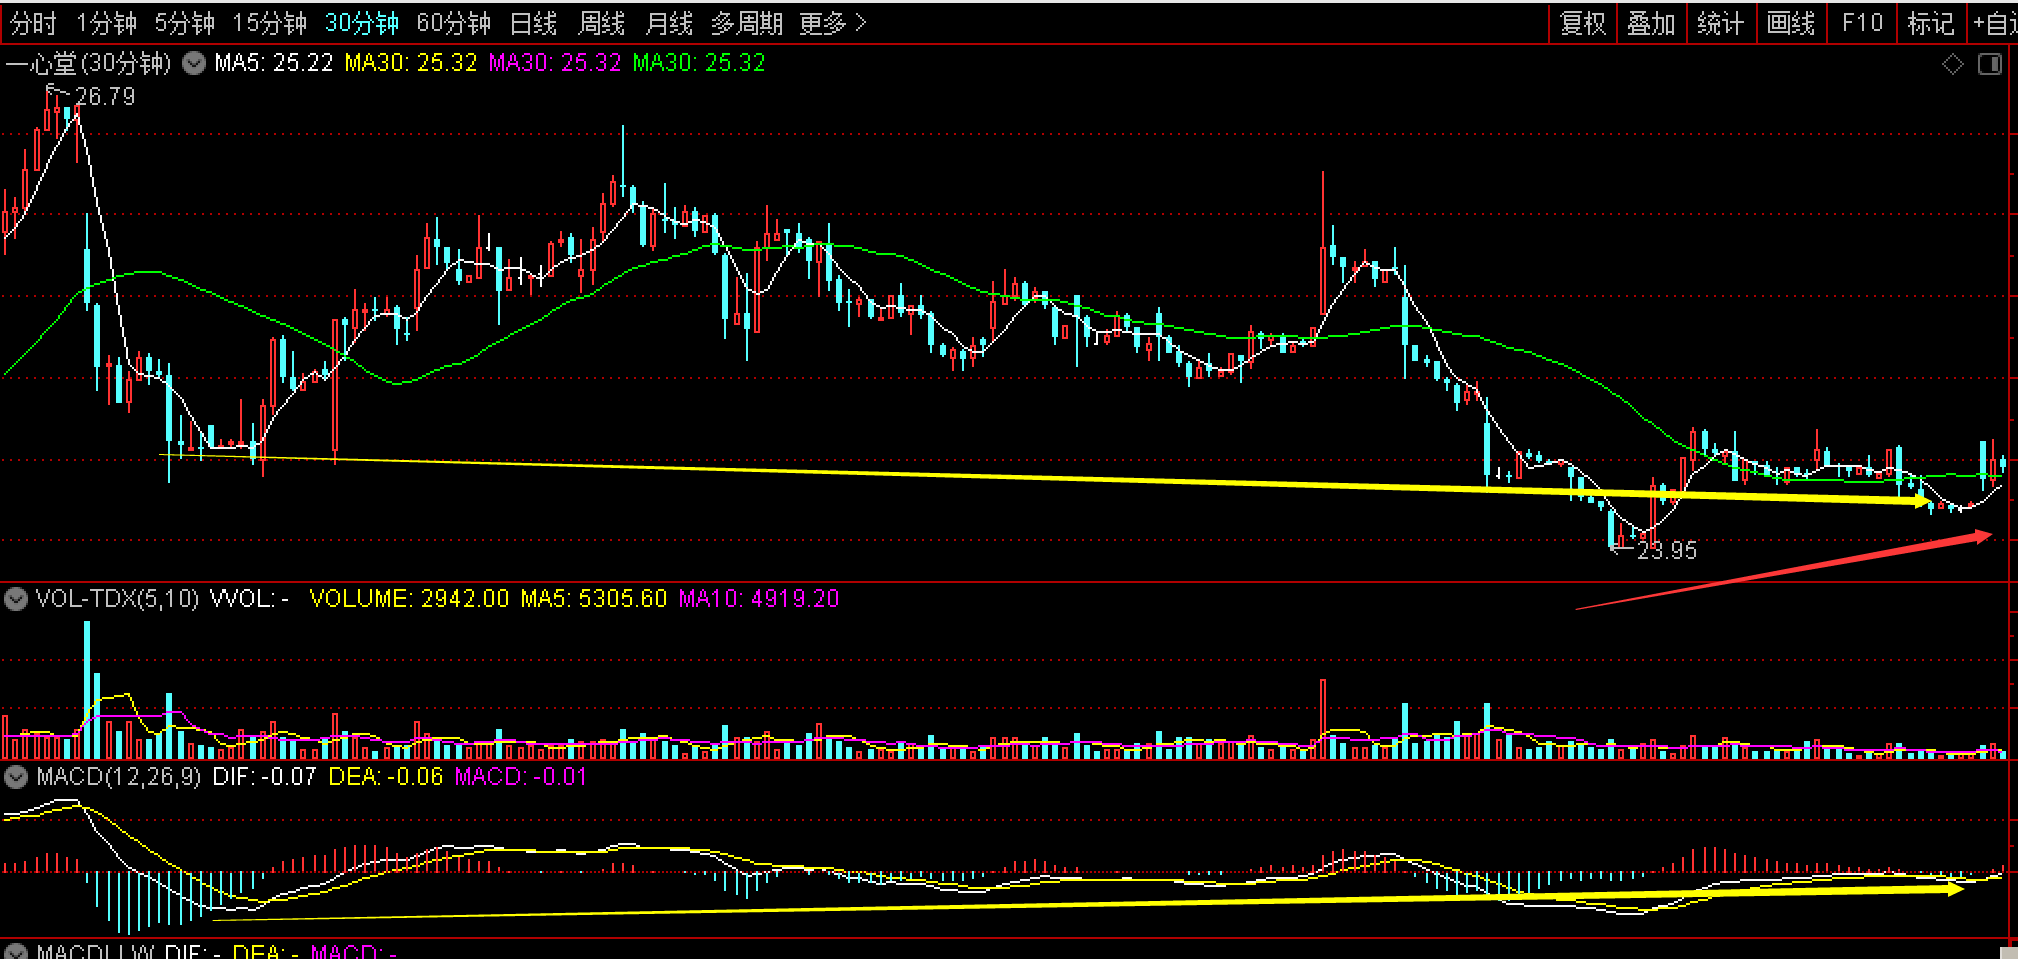 分时 1分钟 5分钟 15分钟 30分钟 60分钟 日线 周线 月线 多周期 更多 复权 叠加 统计 画线 F10 标记 +自
一心堂(30分钟) MA5: 25.22 MA30: 25.32 MA30: 25.32 MA30: 25.32
26.79
23.95
VOL-TDX(5,10) VVOL: - VOLUME: 2942.00 MA5: 5305.60 MA10: 4919.20
MACD(12,26,9) DIF: -0.07 DEA: -0.06 MACD: -0.01
DIF: - DEA: - MACD: -